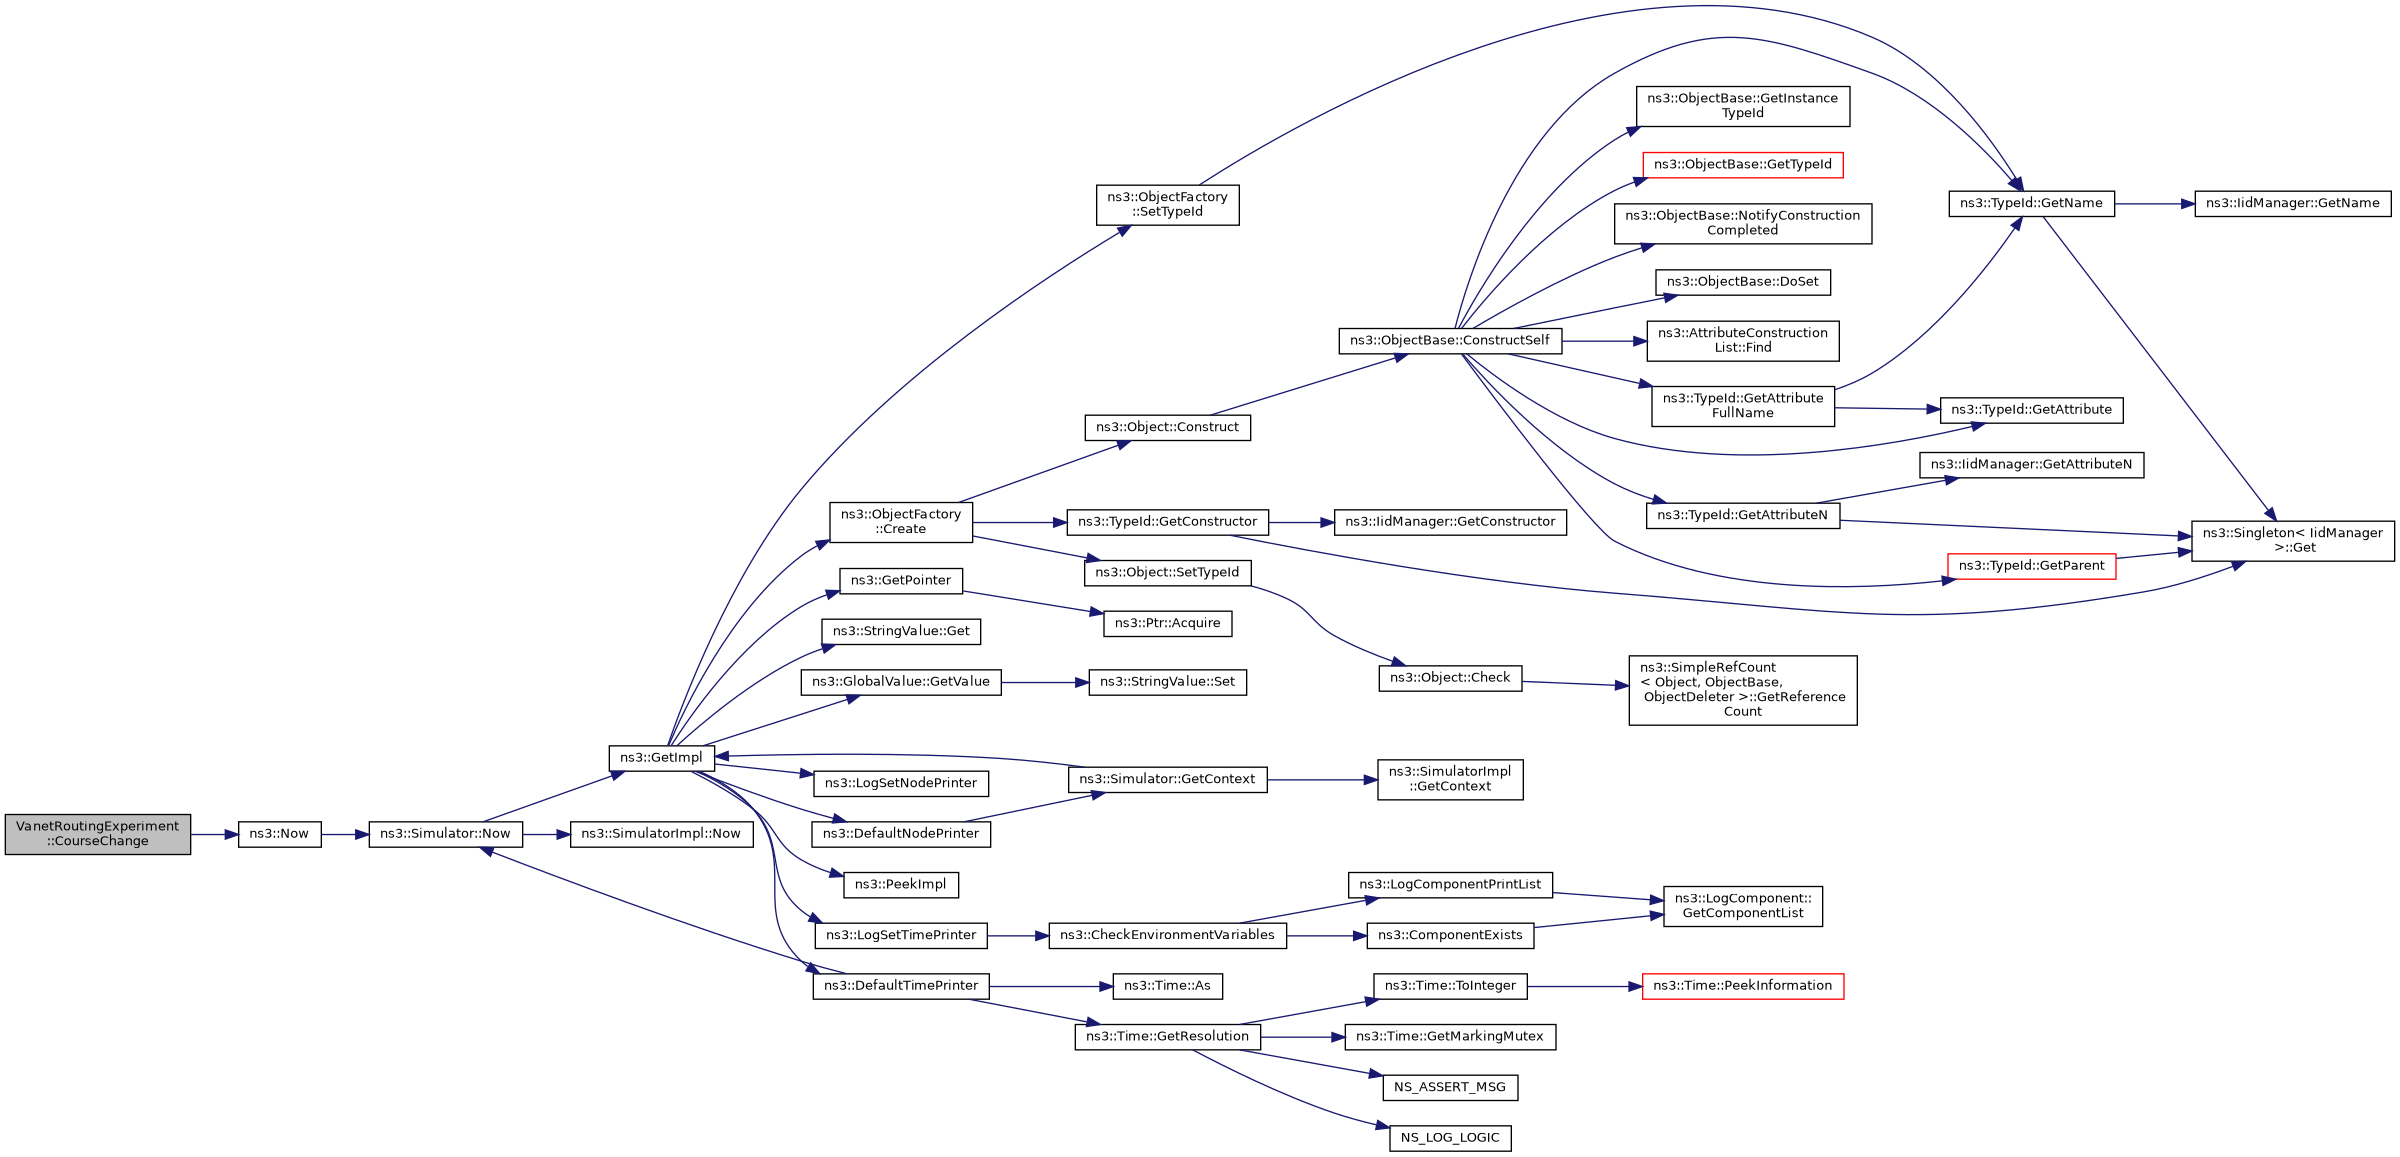 VanetRoutingExperiment
::CourseChange
ns3::Now
ns3::Simulator::Now
ns3::GetImpl
ns3::SimulatorImpl::Now
ns3::ObjectFactory
::SetTypeId
ns3::ObjectFactory
::Create
ns3::GetPointer
ns3::StringValue::Get
ns3::GlobalValue::GetValue
ns3::LogSetNodePrinter
ns3::DefaultNodePrinter
ns3::PeekImpl
ns3::LogSetTimePrinter
ns3::DefaultTimePrinter
ns3::Object::Construct
ns3::TypeId::GetConstructor
ns3::Object::SetTypeId
ns3::Ptr::Acquire
ns3::StringValue::Set
ns3::Simulator::GetContext
ns3::CheckEnvironmentVariables
ns3::Time::As
ns3::Time::GetResolution
ns3::ObjectBase::ConstructSelf
ns3::IidManager::GetConstructor
ns3::Object::Check
ns3::SimulatorImpl
::GetContext
ns3::LogComponentPrintList
ns3::ComponentExists
ns3::Time::ToInteger
ns3::Time::GetMarkingMutex
NS_ASSERT_MSG
NS_LOG_LOGIC
ns3::ObjectBase::GetInstance
TypeId
ns3::ObjectBase::GetTypeId
ns3::ObjectBase::NotifyConstruction
Completed
ns3::ObjectBase::DoSet
ns3::AttributeConstruction
List::Find
ns3::TypeId::GetAttribute
FullName
ns3::TypeId::GetAttributeN
ns3::SimpleRefCount
< Object, ObjectBase,
ObjectDeleter >::GetReference
Count
ns3::LogComponent::
GetComponentList
ns3::Time::PeekInformation
ns3::TypeId::GetName
ns3::TypeId::GetAttribute
ns3::IidManager::GetAttributeN
ns3::TypeId::GetParent
ns3::IidManager::GetName
ns3::Singleton< IidManager
>::Get